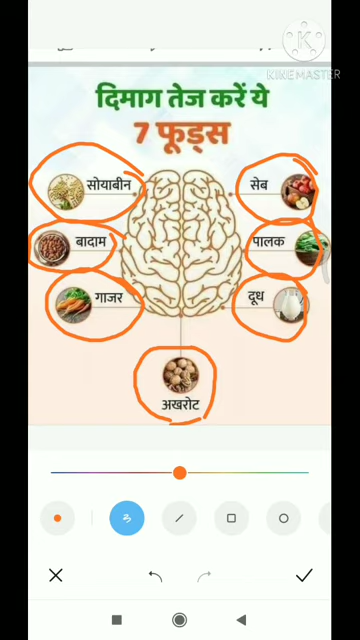 KINEMASTER
दिमाग तेज करें ये
7 फूड्स
सोयाबीन
सेब
बादाम
पालक
गाजर
दूध
अखरोट